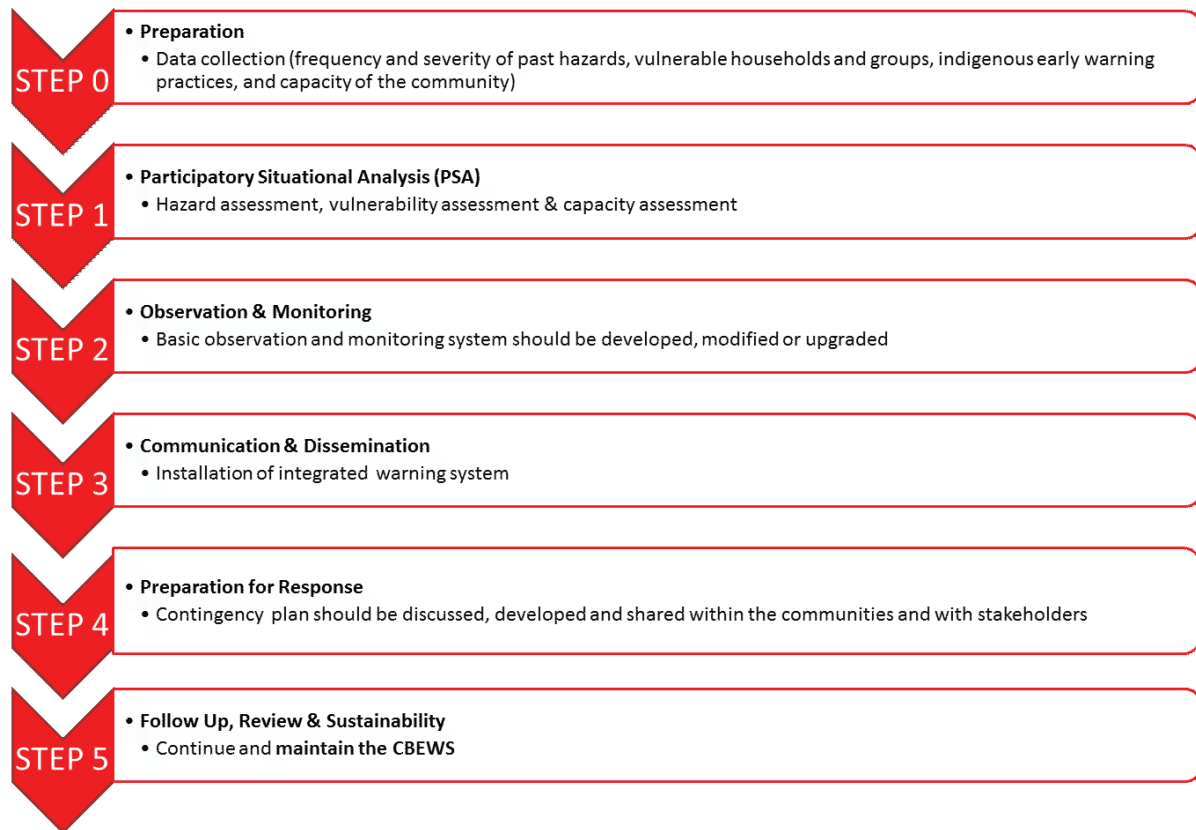 STEP 0
• Preparation
• Data collection (frequency and severity of past hazards, vulnerable households and groups, indigenous early warning
practices, and capacity of the community)
STEP 1
• Participatory Situational Analysis (PSA)
• Hazard assessment, vulnerability assessment & capacity assessment
STEP 2
• Observation & Monitoring
• Basic observation and monitoring system should be developed, modified or upgraded
STEP 3
• Communication & Dissemination
• Installation of integrated warning system
STEP 4
• Preparation for Response
• Contingency plan should be discussed, developed and shared within the communities and with stakeholders
STEP 5
• Follow Up, Review & Sustainability
• Continue and maintain the CBEWS